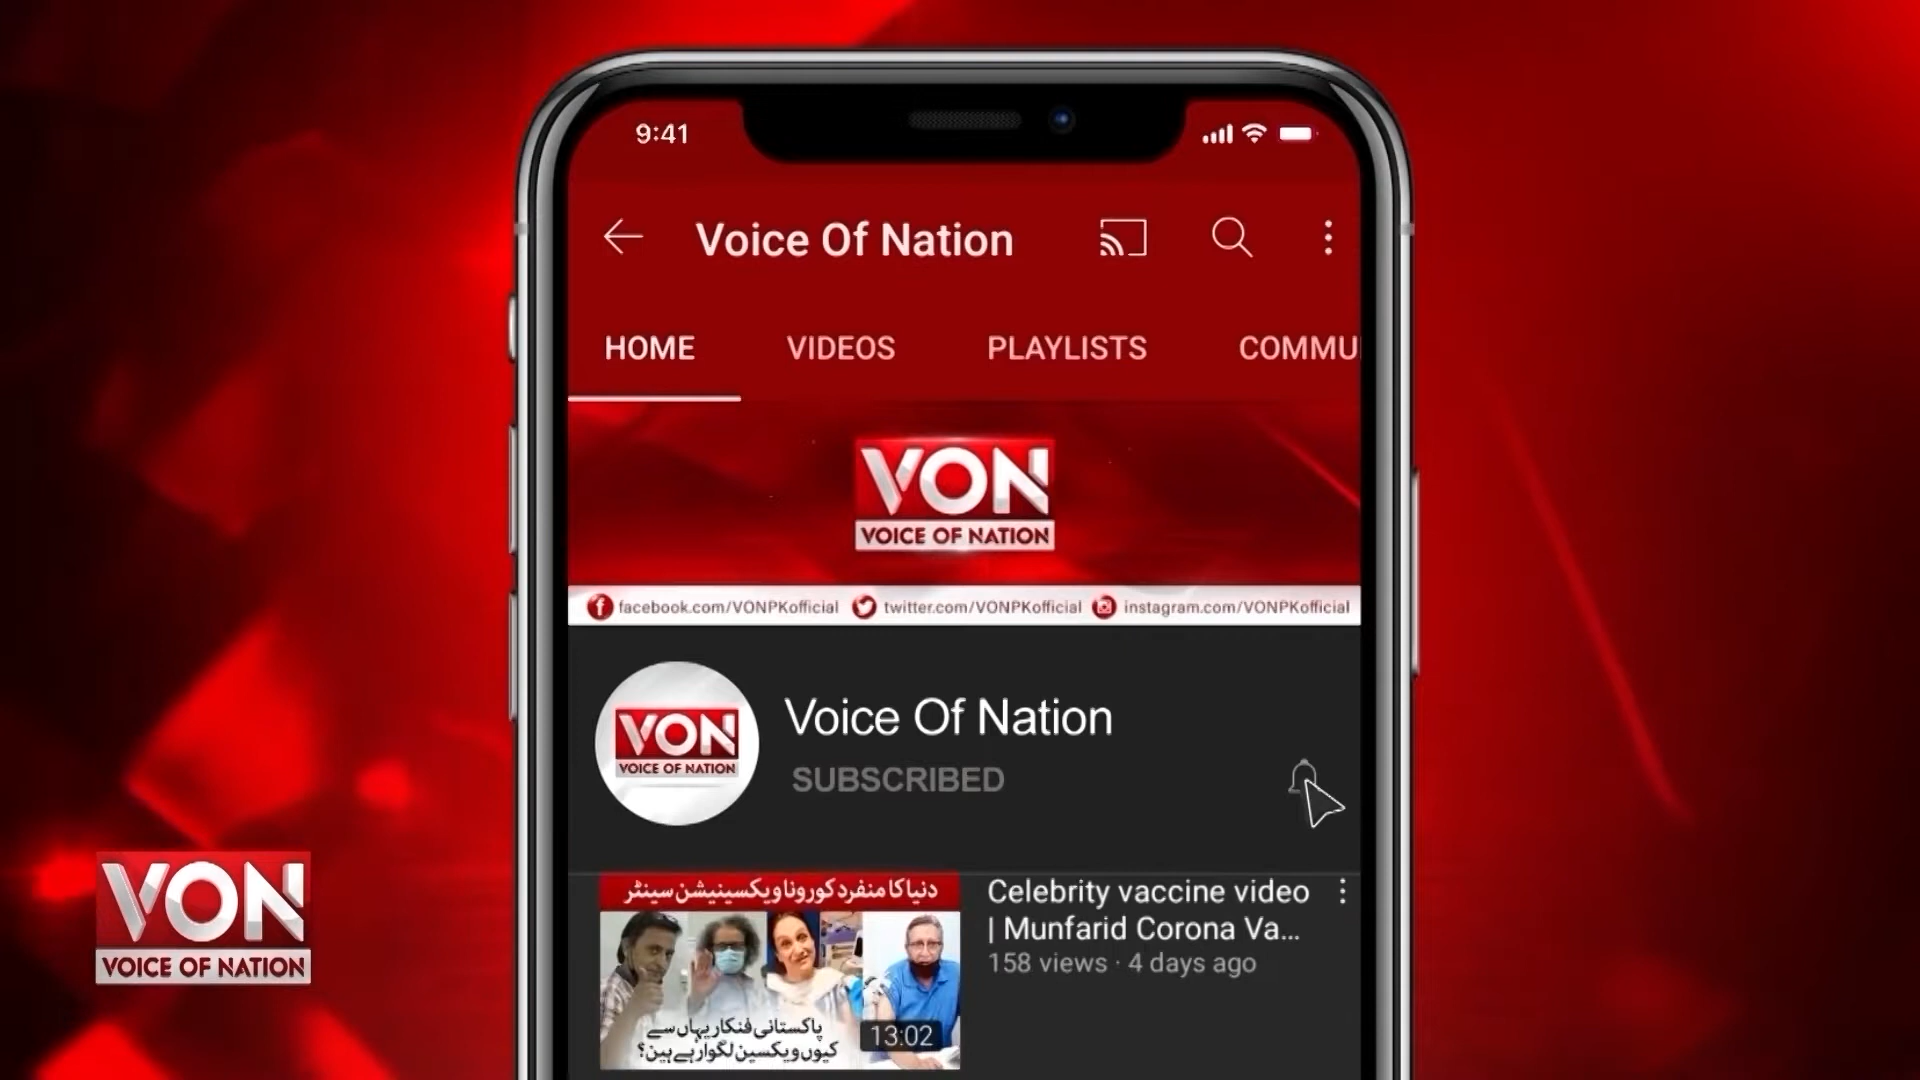 9:41
Voice Of Nation
HOME VIDEOS PLAYLISTS COMMU
VON
VOICE OF NATION
facebook.com/VONPKofficial twitter.com/VONPKofficial instagram.com/VONPKofficial
VON
VOICE OF NATION
Voice Of Nation
SUBSCRIBED
دنیا کا منفرد کورونا ویکسینیشن سینٹر
پاکستانی فنکار یہاں سے
کیوں ویکسین لگوا رہے ہین؟
13:02
Celebrity vaccine video
| Munfarid Corona Va...
158 views · 4 days ago
VON
VOICE OF NATION